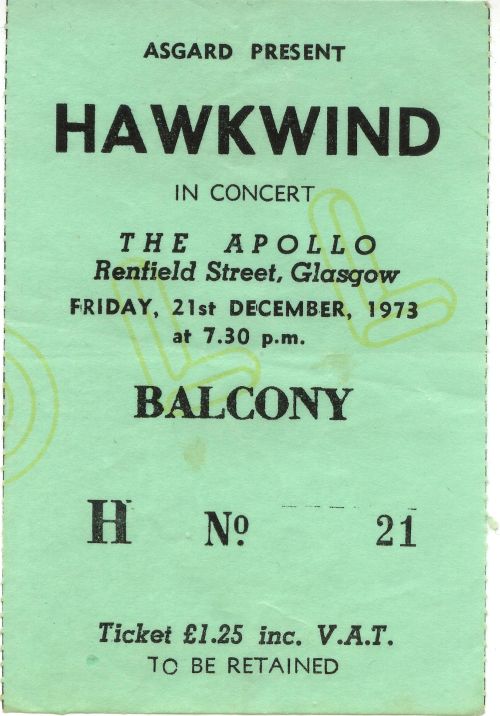 ASGARD PRESENT
HAWKWIND
IN CONCERT
THE APOLLO
Renfield Street, Glasgow
FRIDAY, 21st DECEMBER, 1973
at 7.30 p.m.
BALCONY
H Nº 21
Ticket £1.25 inc. V.A.T.
TO BE RETAINED